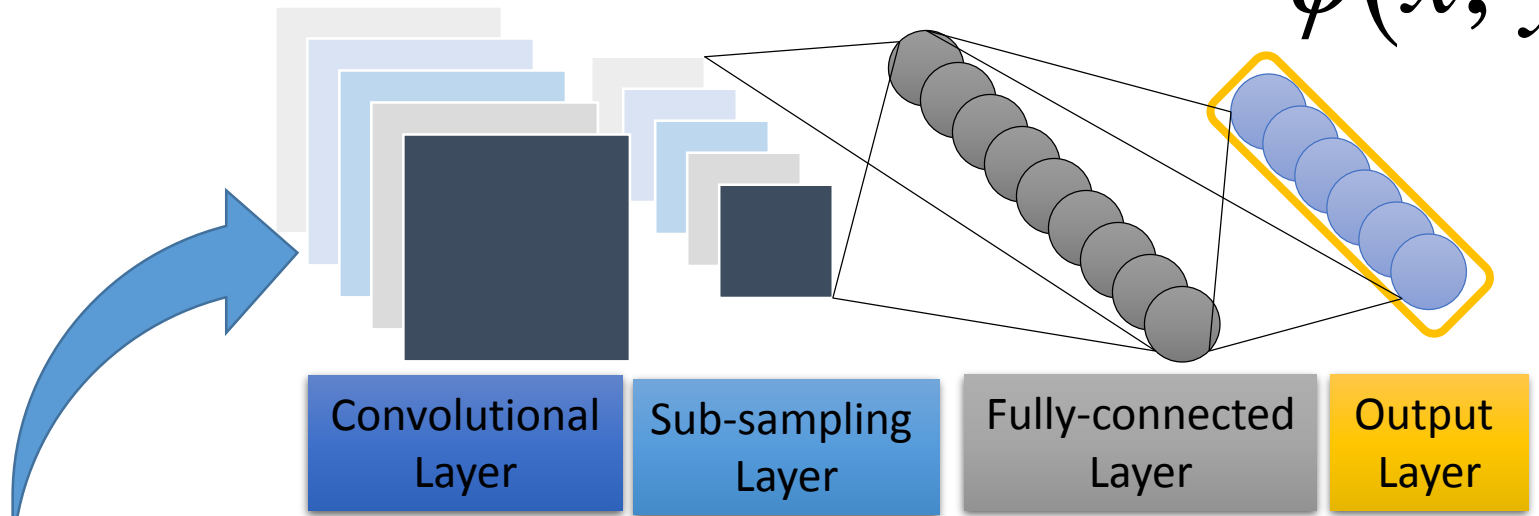 ϕ(x,
Convolutional
Layer
Sub-sampling
Layer
Fully-connected
Layer
Output
Layer